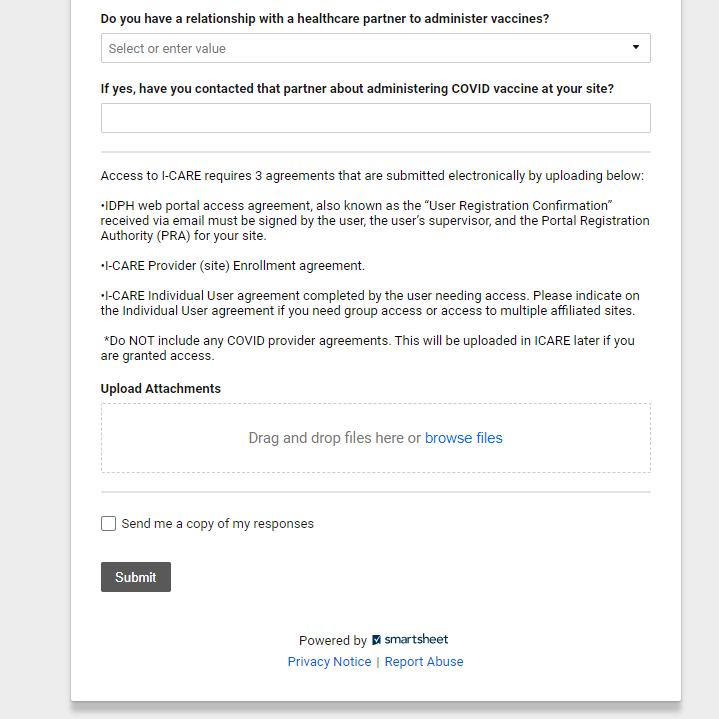 Do you have a relationship with a healthcare partner to administer vaccines?
Select or enter value
If yes, have you contacted that partner about administering COVID vaccine at your site?
Access to I-CARE requires 3 agreements that are submitted electronically by uploading below:
•IDPH web portal access agreement, also known as the “User Registration Confirmation”
received via email must be signed by the user, the user’s supervisor, and the Portal Registration
Authority (PRA) for your site.
•I-CARE Provider (site) Enrollment agreement.
•I-CARE Individual User agreement completed by the user needing access. Please indicate on
the Individual User agreement if you need group access or access to multiple affiliated sites.
*Do NOT include any COVID provider agreements. This will be uploaded in ICARE later if you
are granted access.
Upload Attachments
Drag and drop files here or browse files
Send me a copy of my responses
Submit
Powered by smartsheet
Privacy Notice | Report Abuse